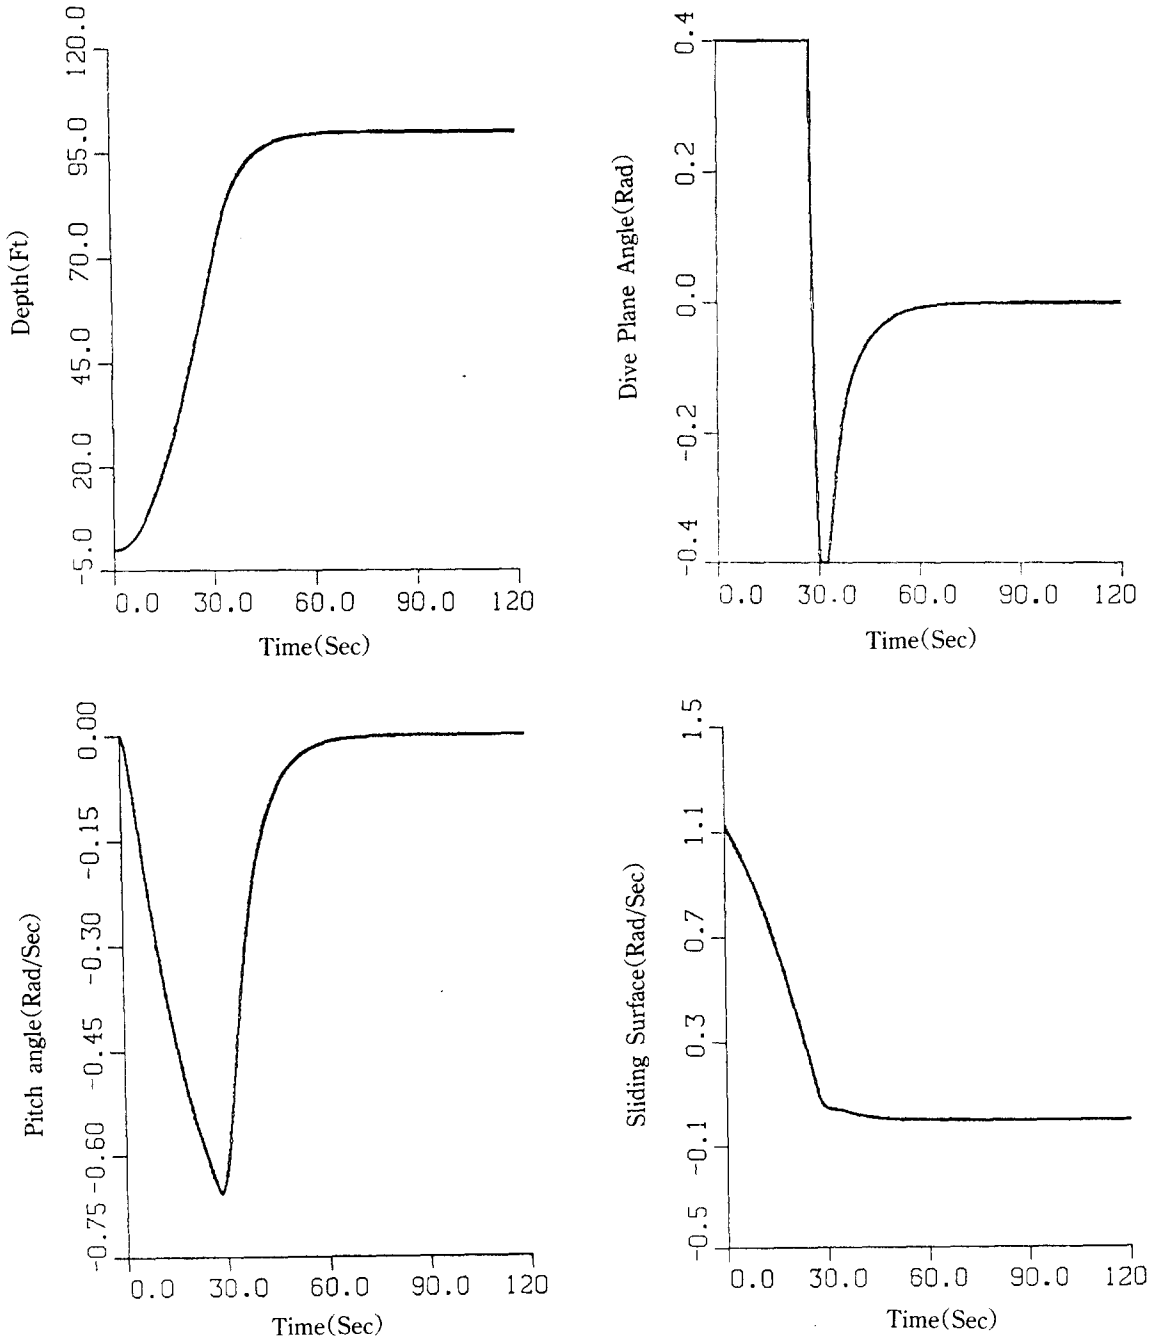 120.0
95.0
70.0
45.0
20.0
-5.0
Depth(Ft)
0.0 30.0 60.0 90.0 120
Time(Sec)
0.4
0.2
0.0
-0.2
-0.4
Dive Plane Angle(Rad)
0.0 30.0 60.0 90.0 120
Time(Sec)
0.00
-0.15
-0.30
-0.45
-0.60
-0.75
Pitch angle(Rad/Sec)
0.0 30.0 60.0 90.0 120
Time(Sec)
1.5
1.1
0.7
0.3
-0.1
-0.5
Sliding Surface(Rad/Sec)
0.0 30.0 60.0 90.0 120
Time(Sec)